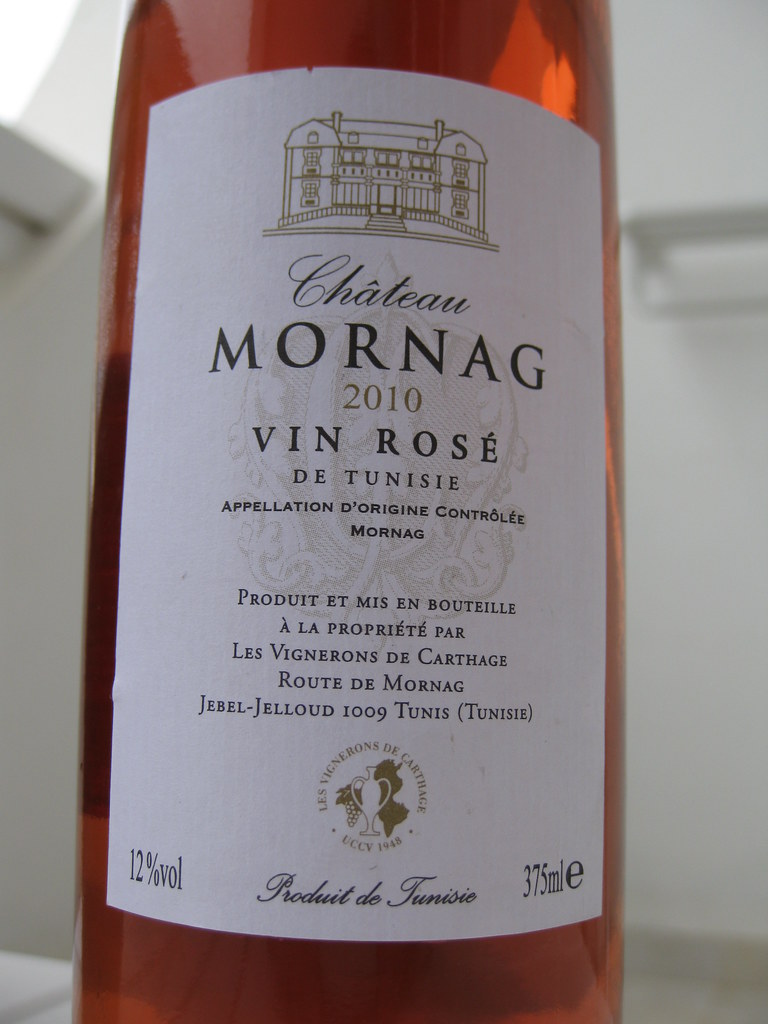 Château
MORNAG
2010
VIN ROSÉ
DE TUNISIE
APPELLATION D'ORIGINE CONTRÔLÉE
MORNAG
PRODUIT ET MIS EN BOUTEILLE
À LA PROPRIÉTÉ PAR
LES VIGNERONS DE CARTHAGE
ROUTE DE MORNAG
JEBEL-JELLOUD 1009 TUNIS (TUNISIE)
LES VIGNERONS DE CARTHAGE
• UCCV 1948 •
12%vol
Produit de Tunisie
375ml e